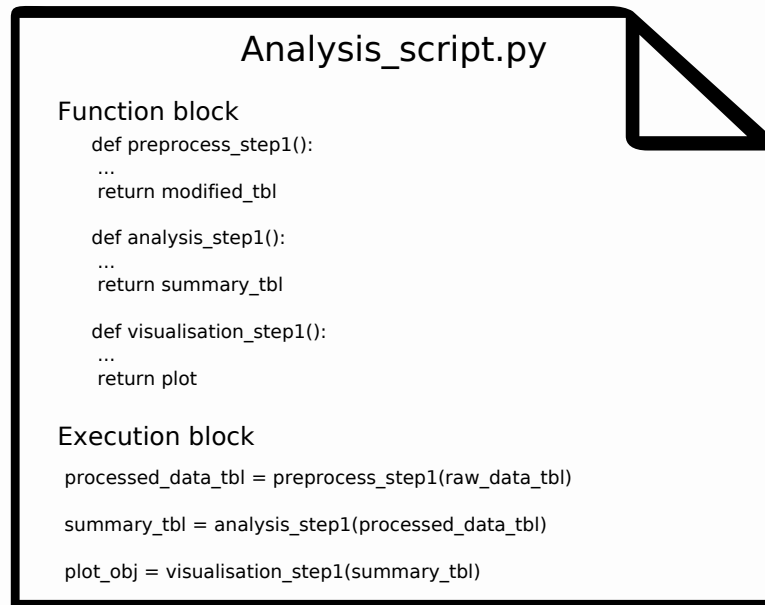 Analysis_script.py
Function block
def preprocess_step1():
...
return modified_tbl
def analysis_step1():
...
return summary_tbl
def visualisation_step1():
...
return plot
Execution block
processed_data_tbl = preprocess_step1(raw_data_tbl)
summary_tbl = analysis_step1(processed_data_tbl)
plot_obj = visualisation_step1(summary_tbl)